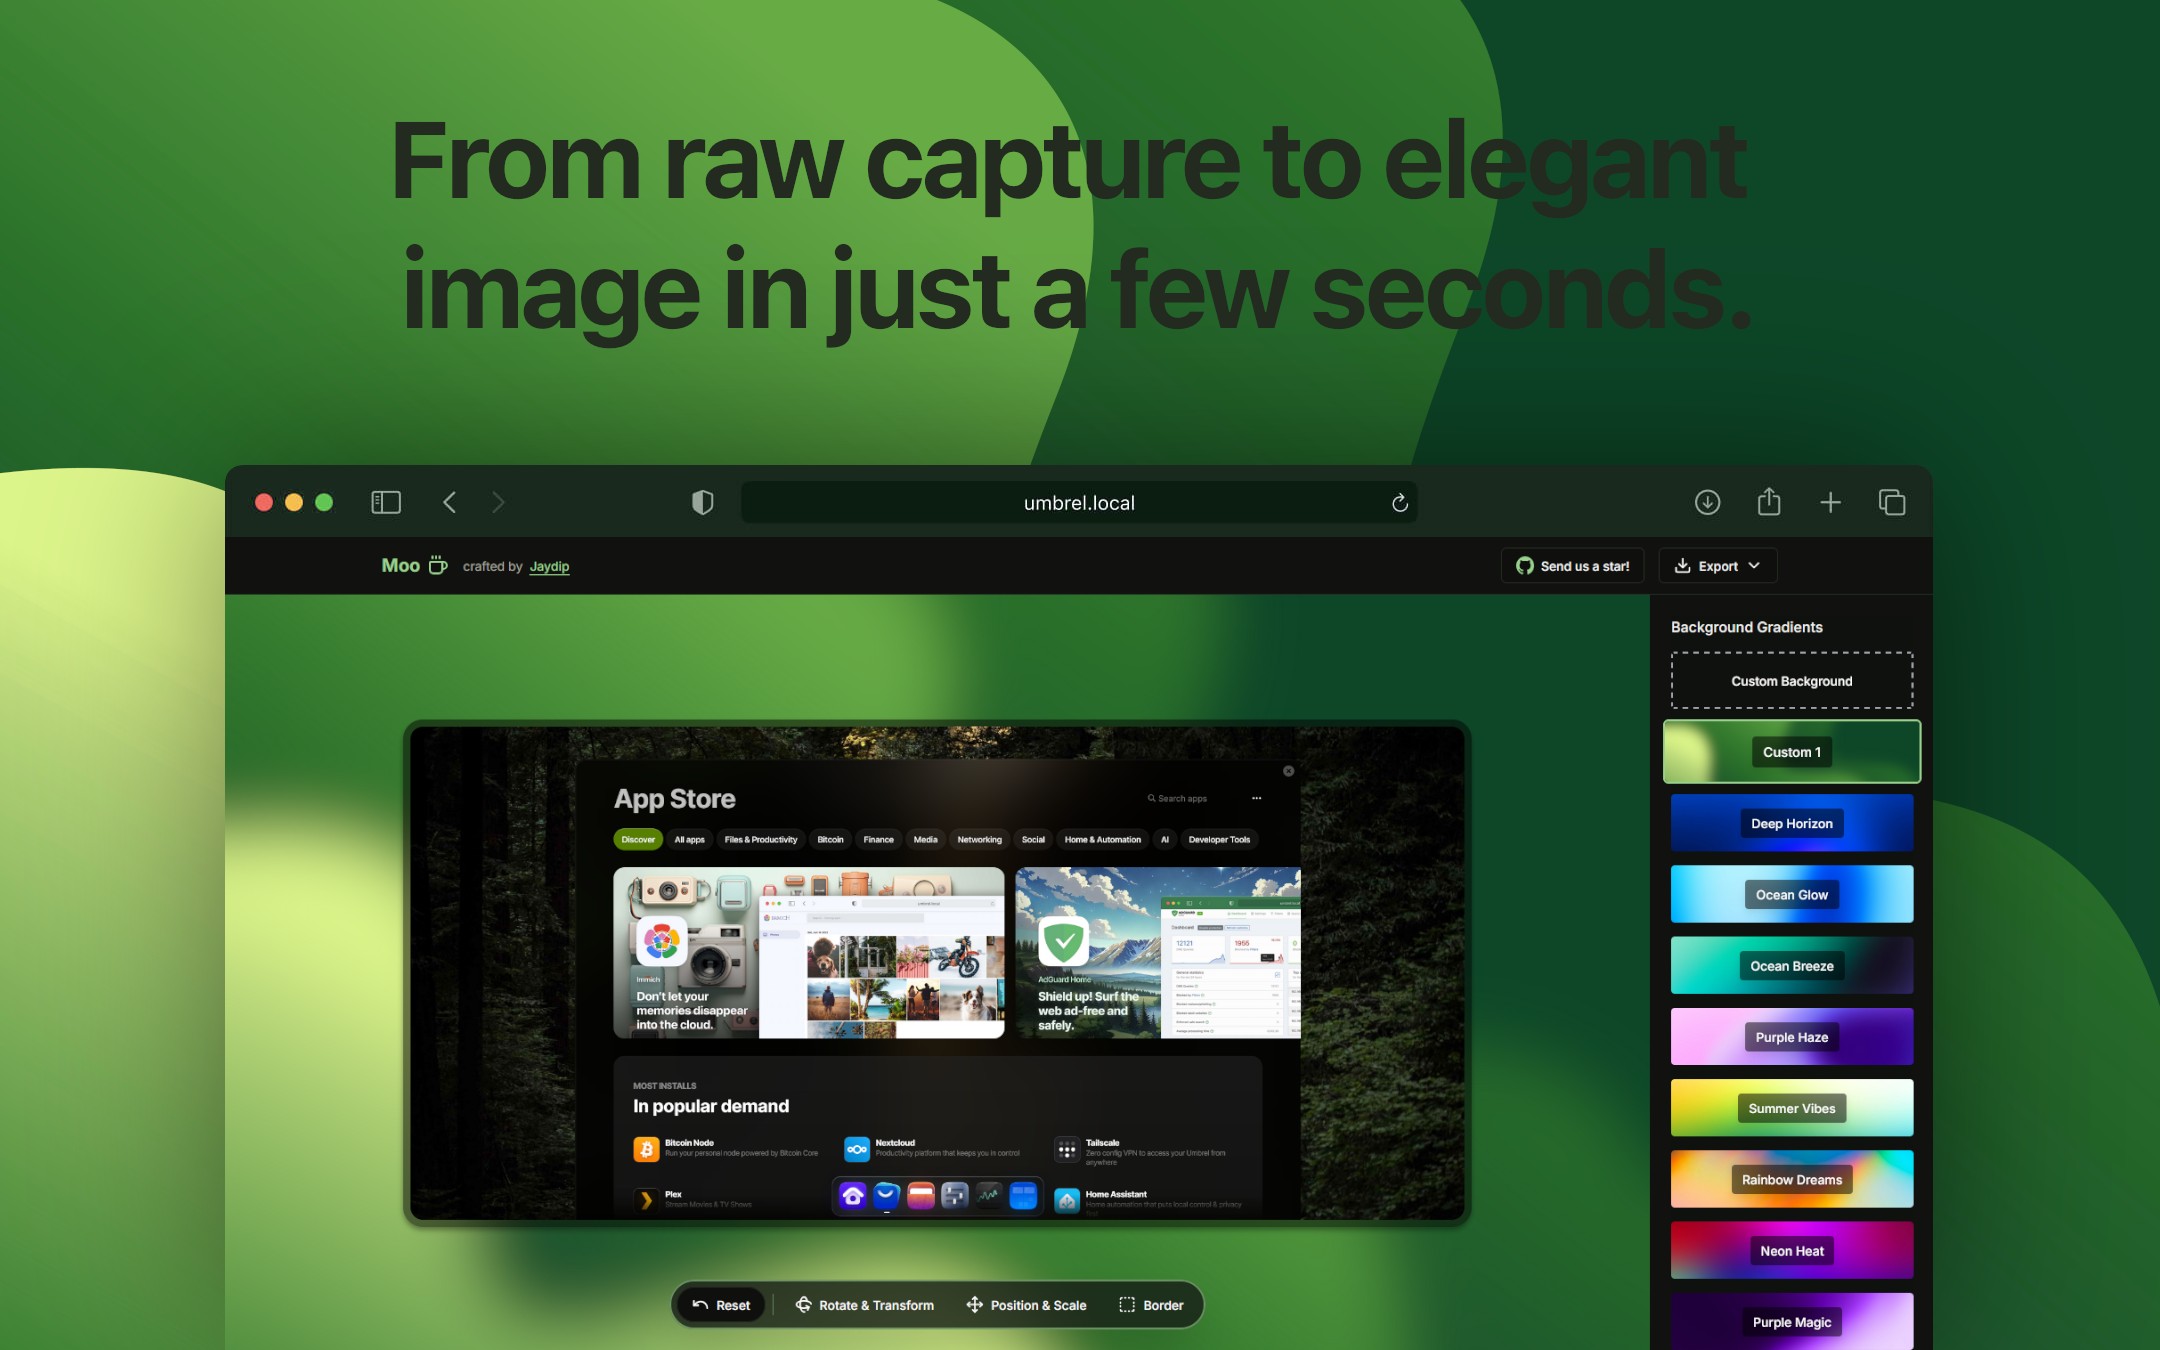 From raw capture to elegant
image in just a few seconds.
umbrel.local
Moo crafted by Jaydip
Send us a star!
Export
Background Gradients
Custom Background
Custom 1
Deep Horizon
Ocean Glow
Ocean Breeze
Purple Haze
Summer Vibes
Rainbow Dreams
Neon Heat
Purple Magic
App Store
Search apps
Discover All apps Files & Productivity Bitcoin Finance Media Networking Social Home & Automation AI Developer Tools
Immich
Don't let your
memories disappear
into the cloud.
umbrel.local
AdGuard Home
Shield up! Surf the
web ad-free and
safely.
Dashboard
12121
1955
MOST INSTALLS
In popular demand
Bitcoin Node
Run your personal node powered by Bitcoin Core
Nextcloud
Productivity platform that keeps you in control
Tailscale
Zero config VPN to access your Umbrel from
anywhere
Plex
Stream Movies & TV Shows
Home Assistant
Home automation that puts local control & privacy
Reset
Rotate & Transform
Position & Scale
Border